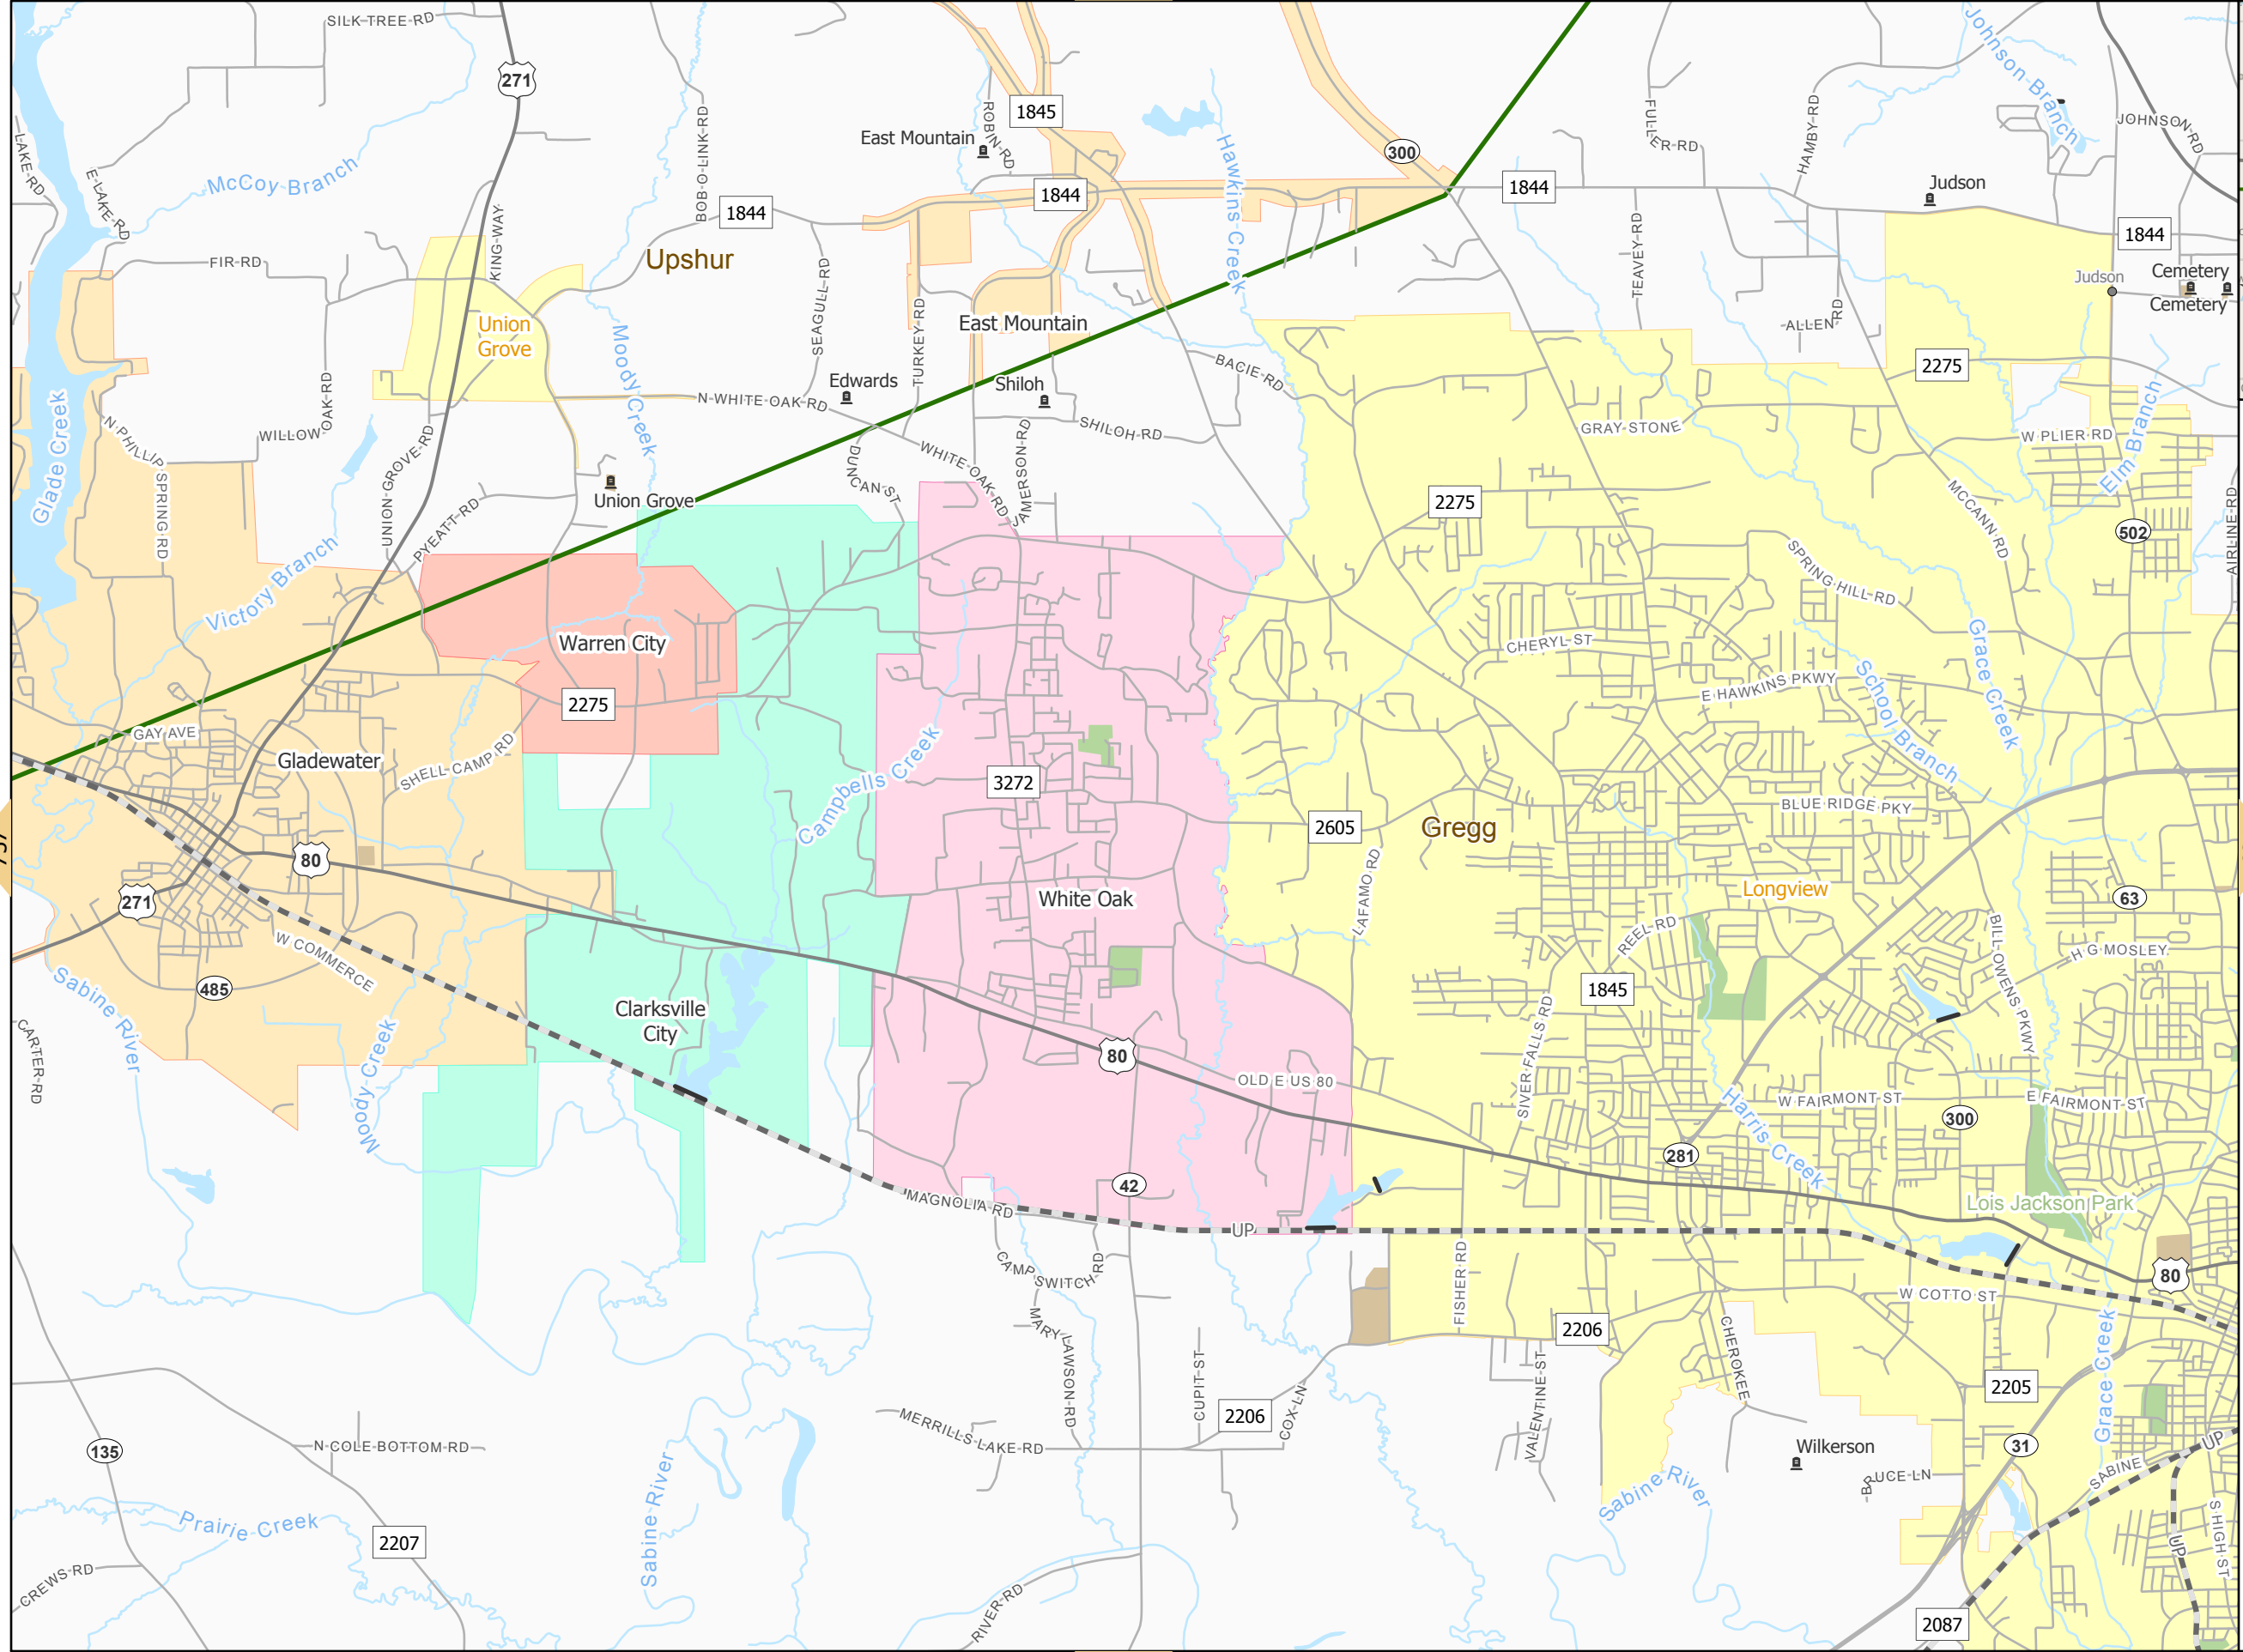 SILK TREE RD
271
LAKE RD
E LAKE RD
McCoy Branch
BOB O LINK RD
East Mountain
ROBIN RD
1845
300
Hawkins Creek
1844
1844
1844
FULLER RD
HAMBY RD
Johnson Branch
JOHNSON RD
Judson
1844
Judson
Cemetery
Cemetery
FIR RD
KING WAY
Upshur
SEAGULL RD
TURKEY RD
East Mountain
TEAVEY RD
ALLEN RD
2275
Union
Grove
Moody Creek
Edwards
Shiloh
BACIE RD
N WHITE OAK RD
WHITE OAK RD
DUNCAN ST
SAMERSON RD
SHILOH RD
GRAY STONE
W PLIER RD
Elm Branch
Glade Creek
N PHILLIP SPRING RD
WILLOW OAK RD
UNION GROVE RD
PYEATT RD
Union Grove
2275
MCCANN RD
502
AIRLINE RD
Victory Branch
SPRING HILL RD
Warren City
2275
CHERYL ST
E HAWKINS PKWY
School Branch
Grace Creek
GAY AVE
Gladewater
SHELL CAMP RD
Campbells Creek
3272
2605
Gregg
BLUE RIDGE PKY
80
271
White Oak
LAFAMO RD
Longview
63
REEL RD
BILL OWENS PKWY
H G MOSLEY
W COMMERCE
485
Sabine River
Clarksville
City
1845
CARTER RD
Moody Creek
80
OLD E US 80
SIVER FALLS RD
Harris Creek
W FAIRMONT ST
300
E FAIRMONT ST
281
42
MAGNOLIA RD
UP
Lois Jackson Park
CAMP SWITCH RD
FISHER RD
80
W COTTO ST
MARY LAWSON RD
CUPIT ST
2206
CHEROKEE
Grace Creek
2206
COX LN
VALENTINE ST
2205
MERRILLS LAKE RD
135
N COLE BOTTOM RD
Wilkerson
31
UP
SABINE
BRUCE LN
Sabine River
Sabine River
Prairie Creek
2207
S HIGH ST
UP
CREWS RD
RIVER RD
2087